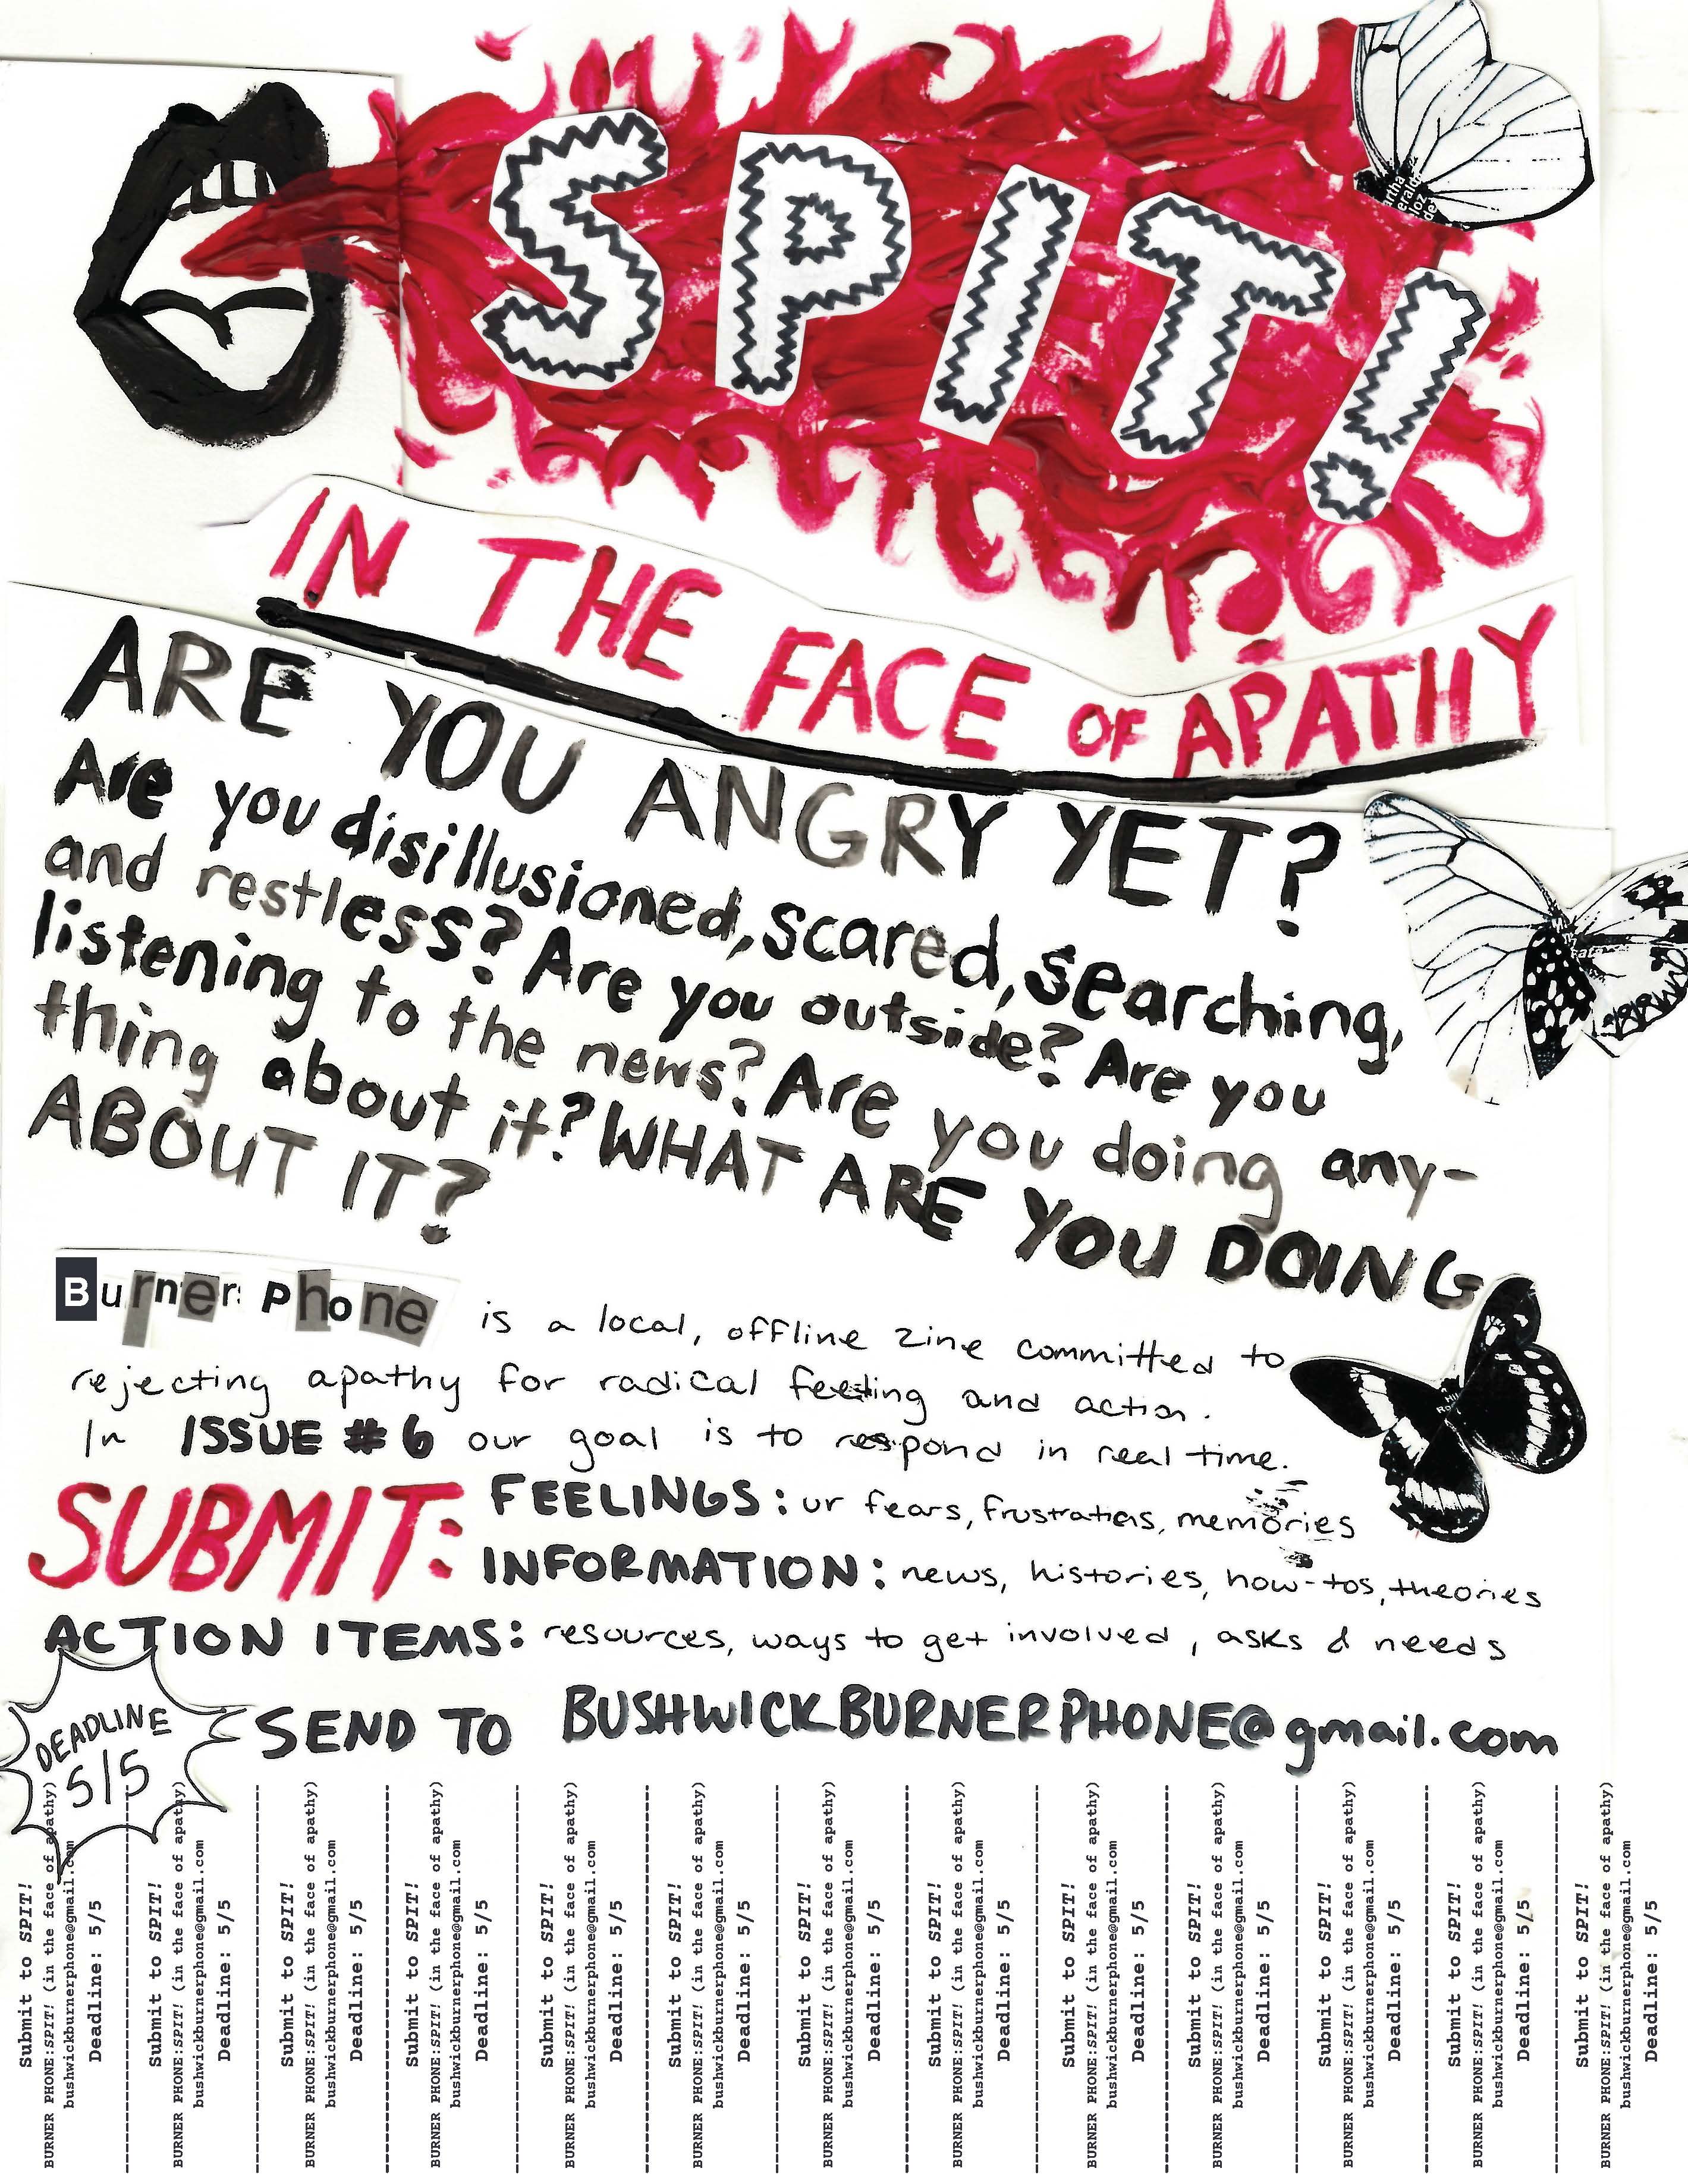 SPIT!
IN THE FACE OF APATHY
ARE YOU ANGRY YET?
Are you disillusioned, scared, searching,
and restless? Are you outside? Are you
listening to the news? Are you doing any-
thing about it? WHAT ARE YOU DOING
ABOUT IT?
Burner Phone is a local, offline zine committed to
rejecting apathy for radical feeling and action.
In ISSUE #6 our goal is to respond in real time.
SUBMIT: FEELINGS: ur fears, frustrations, memories
INFORMATION: news, histories, how-tos, theories
ACTION ITEMS: resources, ways to get involved, asks & needs
DEADLINE
5/5
SEND TO BUSHWICKBURNERPHONE@gmail.com
Submit to SPIT!
BURNER PHONE:SPIT! (in the face of apathy)
bushwickburnerphone@gmail.com
Deadline: 5/5
Submit to SPIT!
BURNER PHONE:SPIT! (in the face of apathy)
bushwickburnerphone@gmail.com
Deadline: 5/5
Submit to SPIT!
BURNER PHONE:SPIT! (in the face of apathy)
bushwickburnerphone@gmail.com
Deadline: 5/5
Submit to SPIT!
BURNER PHONE:SPIT! (in the face of apathy)
bushwickburnerphone@gmail.com
Deadline: 5/5
Submit to SPIT!
BURNER PHONE:SPIT! (in the face of apathy)
bushwickburnerphone@gmail.com
Deadline: 5/5
Submit to SPIT!
BURNER PHONE:SPIT! (in the face of apathy)
bushwickburnerphone@gmail.com
Deadline: 5/5
Submit to SPIT!
BURNER PHONE:SPIT! (in the face of apathy)
bushwickburnerphone@gmail.com
Deadline: 5/5
Submit to SPIT!
BURNER PHONE:SPIT! (in the face of apathy)
bushwickburnerphone@gmail.com
Deadline: 5/5
Submit to SPIT!
BURNER PHONE:SPIT! (in the face of apathy)
bushwickburnerphone@gmail.com
Deadline: 5/5
Submit to SPIT!
BURNER PHONE:SPIT! (in the face of apathy)
bushwickburnerphone@gmail.com
Deadline: 5/5
Submit to SPIT!
BURNER PHONE:SPIT! (in the face of apathy)
bushwickburnerphone@gmail.com
Deadline: 5/5
Submit to SPIT!
BURNER PHONE:SPIT! (in the face of apathy)
bushwickburnerphone@gmail.com
Deadline: 5/5
Submit to SPIT!
BURNER PHONE:SPIT! (in the face of apathy)
bushwickburnerphone@gmail.com
Deadline: 5/5